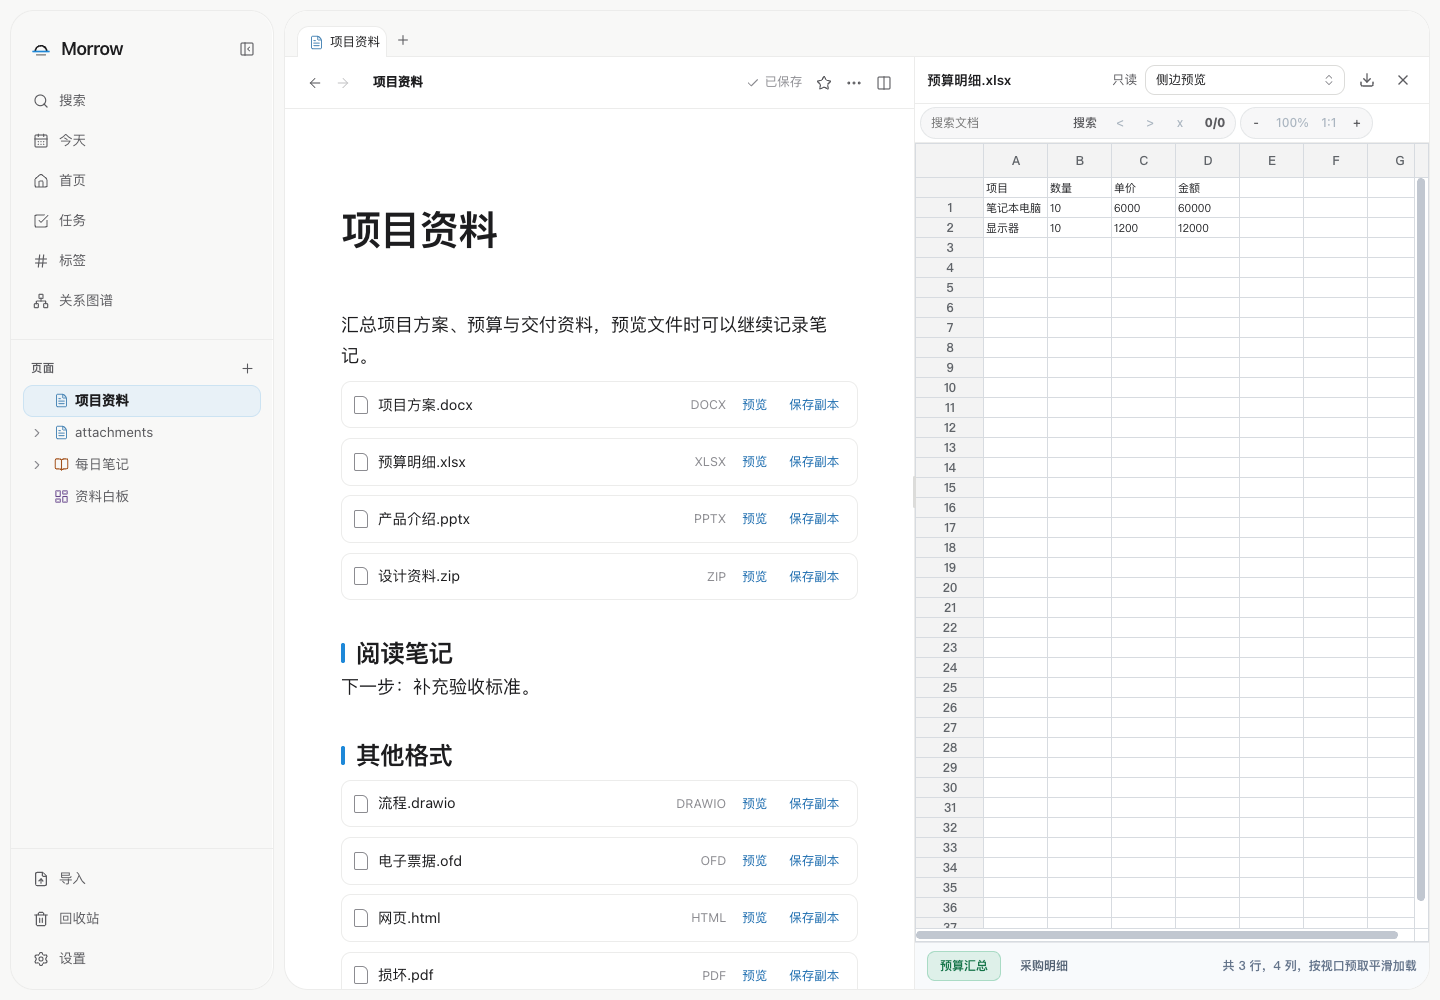 Morrow
搜索
今天
首页
任务
标签
关系图谱
页面
项目资料
attachments
每日笔记
资料白板
导入
回收站
设置
项目资料
项目资料
已保存
项目资料
汇总项目方案、预算与交付资料，预览文件时可以继续记录笔
记。
项目方案.docx DOCX 预览 保存副本
预算明细.xlsx XLSX 预览 保存副本
产品介绍.pptx PPTX 预览 保存副本
设计资料.zip ZIP 预览 保存副本
阅读笔记
下一步：补充验收标准。
其他格式
流程.drawio DRAWIO 预览 保存副本
电子票据.ofd OFD 预览 保存副本
网页.html HTML 预览 保存副本
损坏.pdf PDF 预览 保存副本
预算明细.xlsx 只读 侧边预览
搜索文档 搜索 < > x 0/0 - 100% 1:1 +
A B C D E F G
项目 数量 单价 金额
1 笔记本电脑 10 6000 60000
2 显示器 10 1200 12000
3
4
5
6
7
8
9
10
11
12
13
14
15
16
17
18
19
20
21
22
23
24
25
26
27
28
29
30
31
32
33
34
35
36
37
预算汇总 采购明细 共 3 行，4 列，按视口预取平滑加载